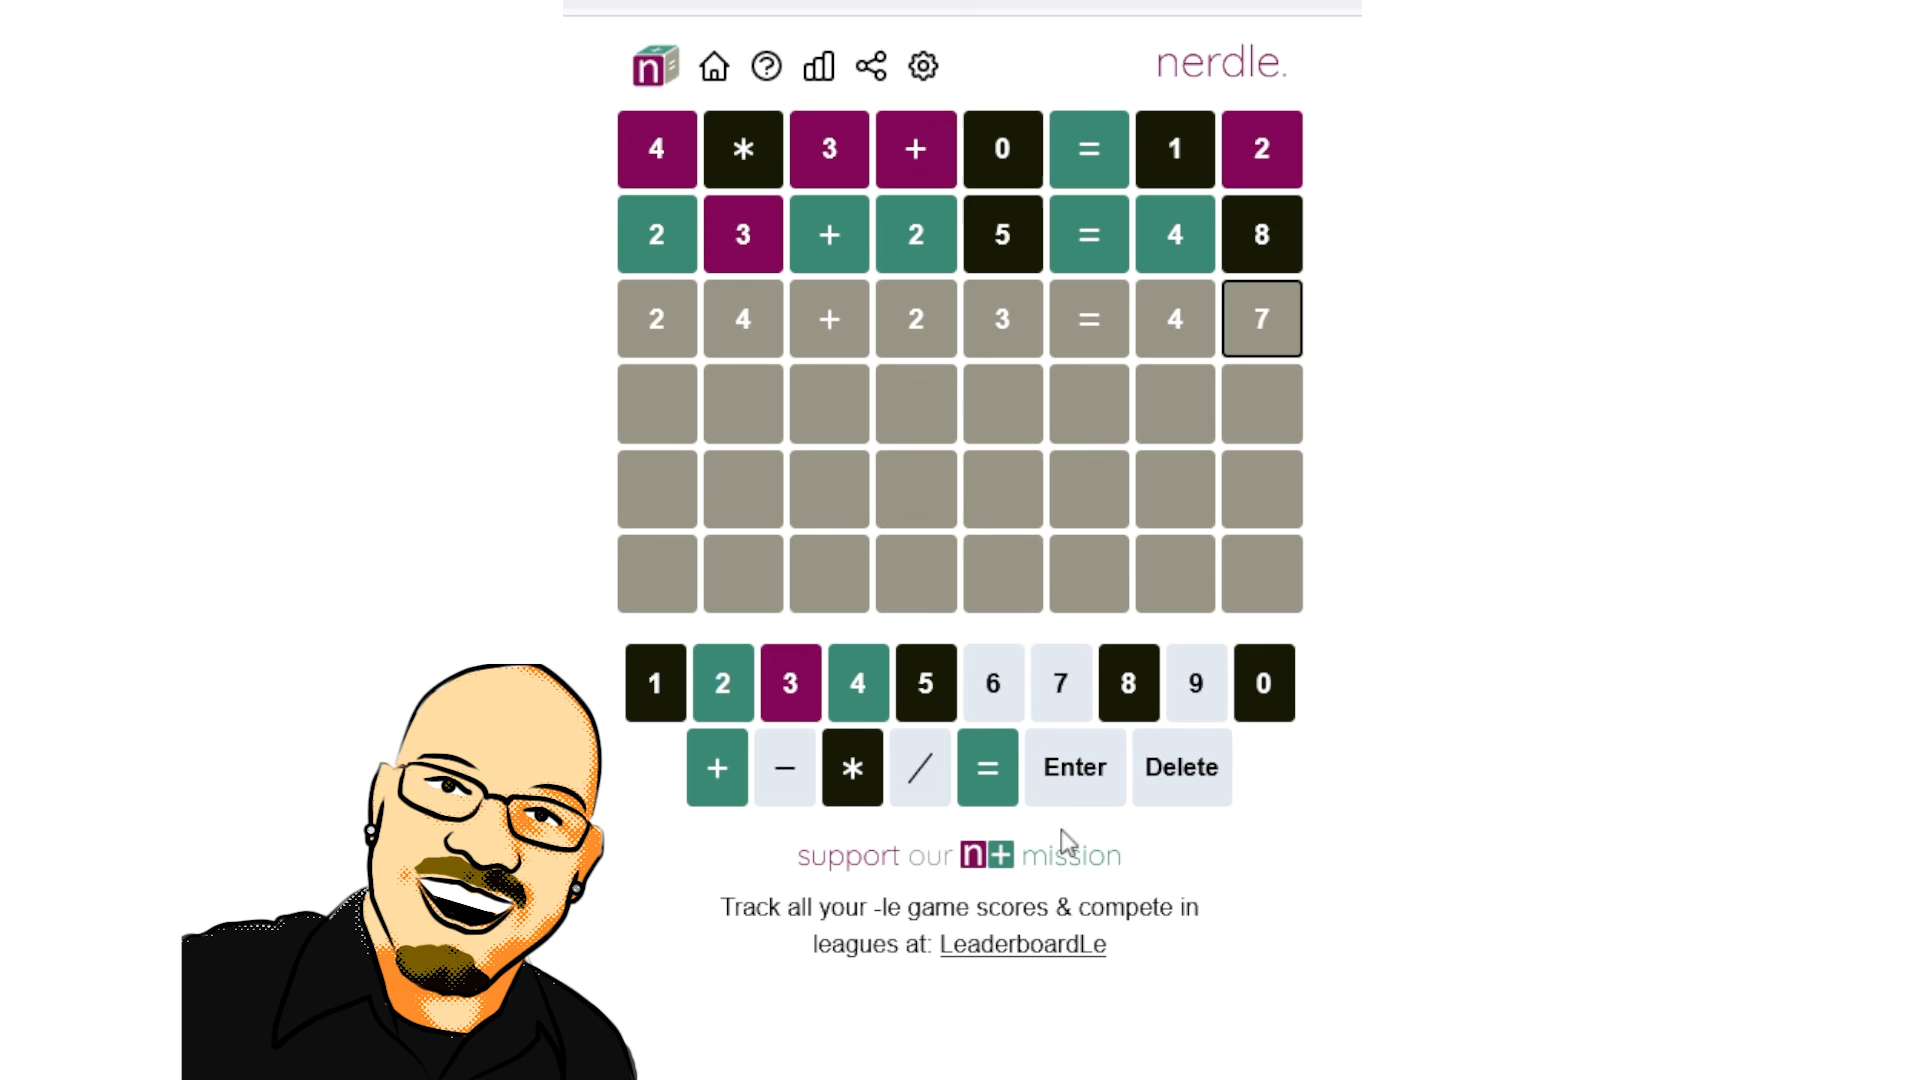 n nerdle.
4 * 3 + 0 = 1 2
2 3 + 2 5 = 4 8
2 4 + 2 3 = 4 7
1 2 3 4 5 6 7 8 9 0
+ - * / = Enter Delete
support our n+ mission
Track all your -le game scores & compete in
leagues at: LeaderboardLe